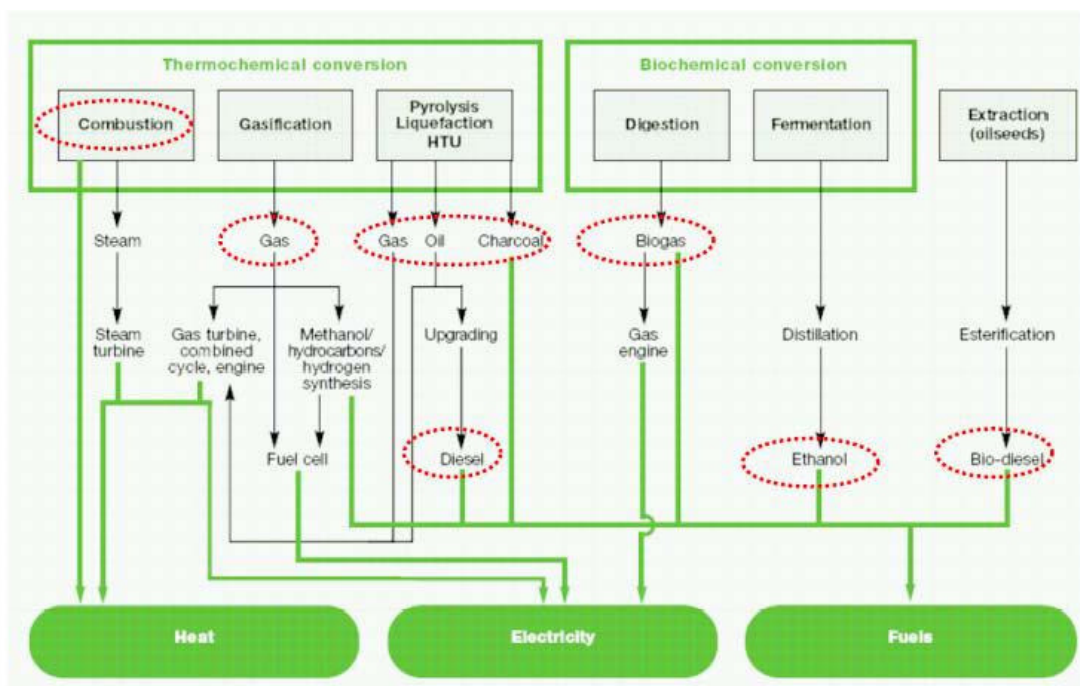 Thermochemical conversion
Biochemical conversion
Combustion
Gasification
Pyrolysis
Liquefaction
HTU
Digestion
Fermentation
Extraction
(oilseeds)
Steam
Gas
Gas
Oil
Charcoal
Biogas
Steam
turbine
Gas turbine,
combined
cycle, engine
Methanol/
hydrocarbons/
hydrogen
synthesis
Upgrading
Gas
engine
Distillation
Esterification
Fuel cell
Diesel
Ethanol
Bio-diesel
Heat
Electricity
Fuels